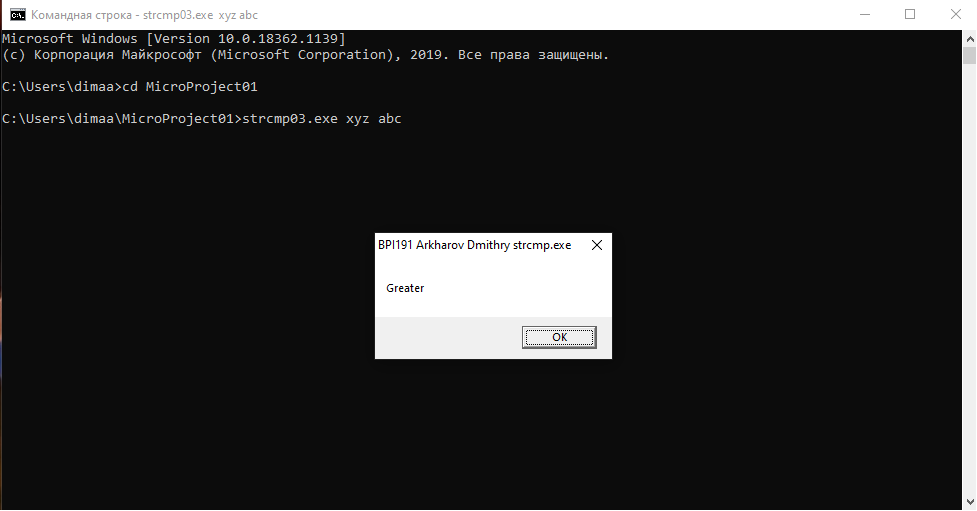 Командная строка - strcmp03.exe xyz abc
Microsoft Windows [Version 10.0.18362.1139]
(c) Корпорация Майкрософт (Microsoft Corporation), 2019. Все права защищены.
C:\Users\dimaa>cd MicroProject01
C:\Users\dimaa\MicroProject01>strcmp03.exe xyz abc
BPI191 Arkharov Dmithry strcmp.exe
Greater
OK